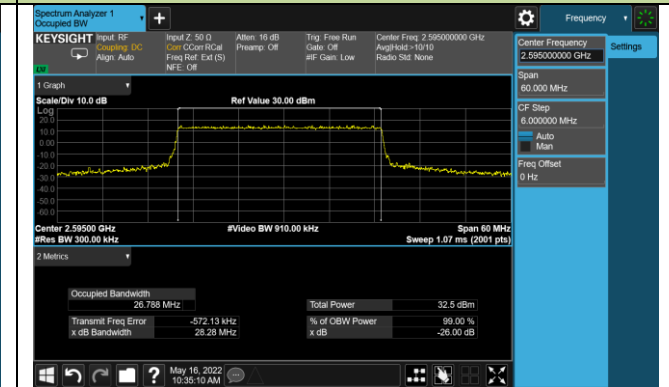 Spectrum Analyzer 1
Occupied BW
+
Frequency
KEYSIGHT
Input: RF
Coupling: DC
Align: Auto
Input Z: 50 Ω
Corr CCorr RCal
Freq Ref: Ext (S)
NFE: Off
Atten: 16 dB
Preamp: Off
Trig: Free Run
Gate: Off
#IF Gain: Low
Center Freq: 2.595000000 GHz
Avg|Hold:>10/10
Radio Std: None
LXI
Center Frequency
2.595000000 GHz
Settings
Span
60.000 MHz
CF Step
6.000000 MHz
Auto
Man
Freq Offset
0 Hz
1 Graph
Scale/Div 10.0 dB
Ref Value 30.00 dBm
Log
20.0
10.0
0.00
-10.0
-20.0
-30.0
-40.0
-50.0
-60.0
Center 2.59500 GHz
#Video BW 910.00 kHz
Span 60 MHz
#Res BW 300.00 kHz
Sweep 1.07 ms (2001 pts)
2 Metrics
Occupied Bandwidth
26.788 MHz
Total Power
32.5 dBm
Transmit Freq Error
-572.13 kHz
% of OBW Power
99.00 %
x dB Bandwidth
28.28 MHz
x dB
-26.00 dB
?
May 16, 2022
10:35:10 AM